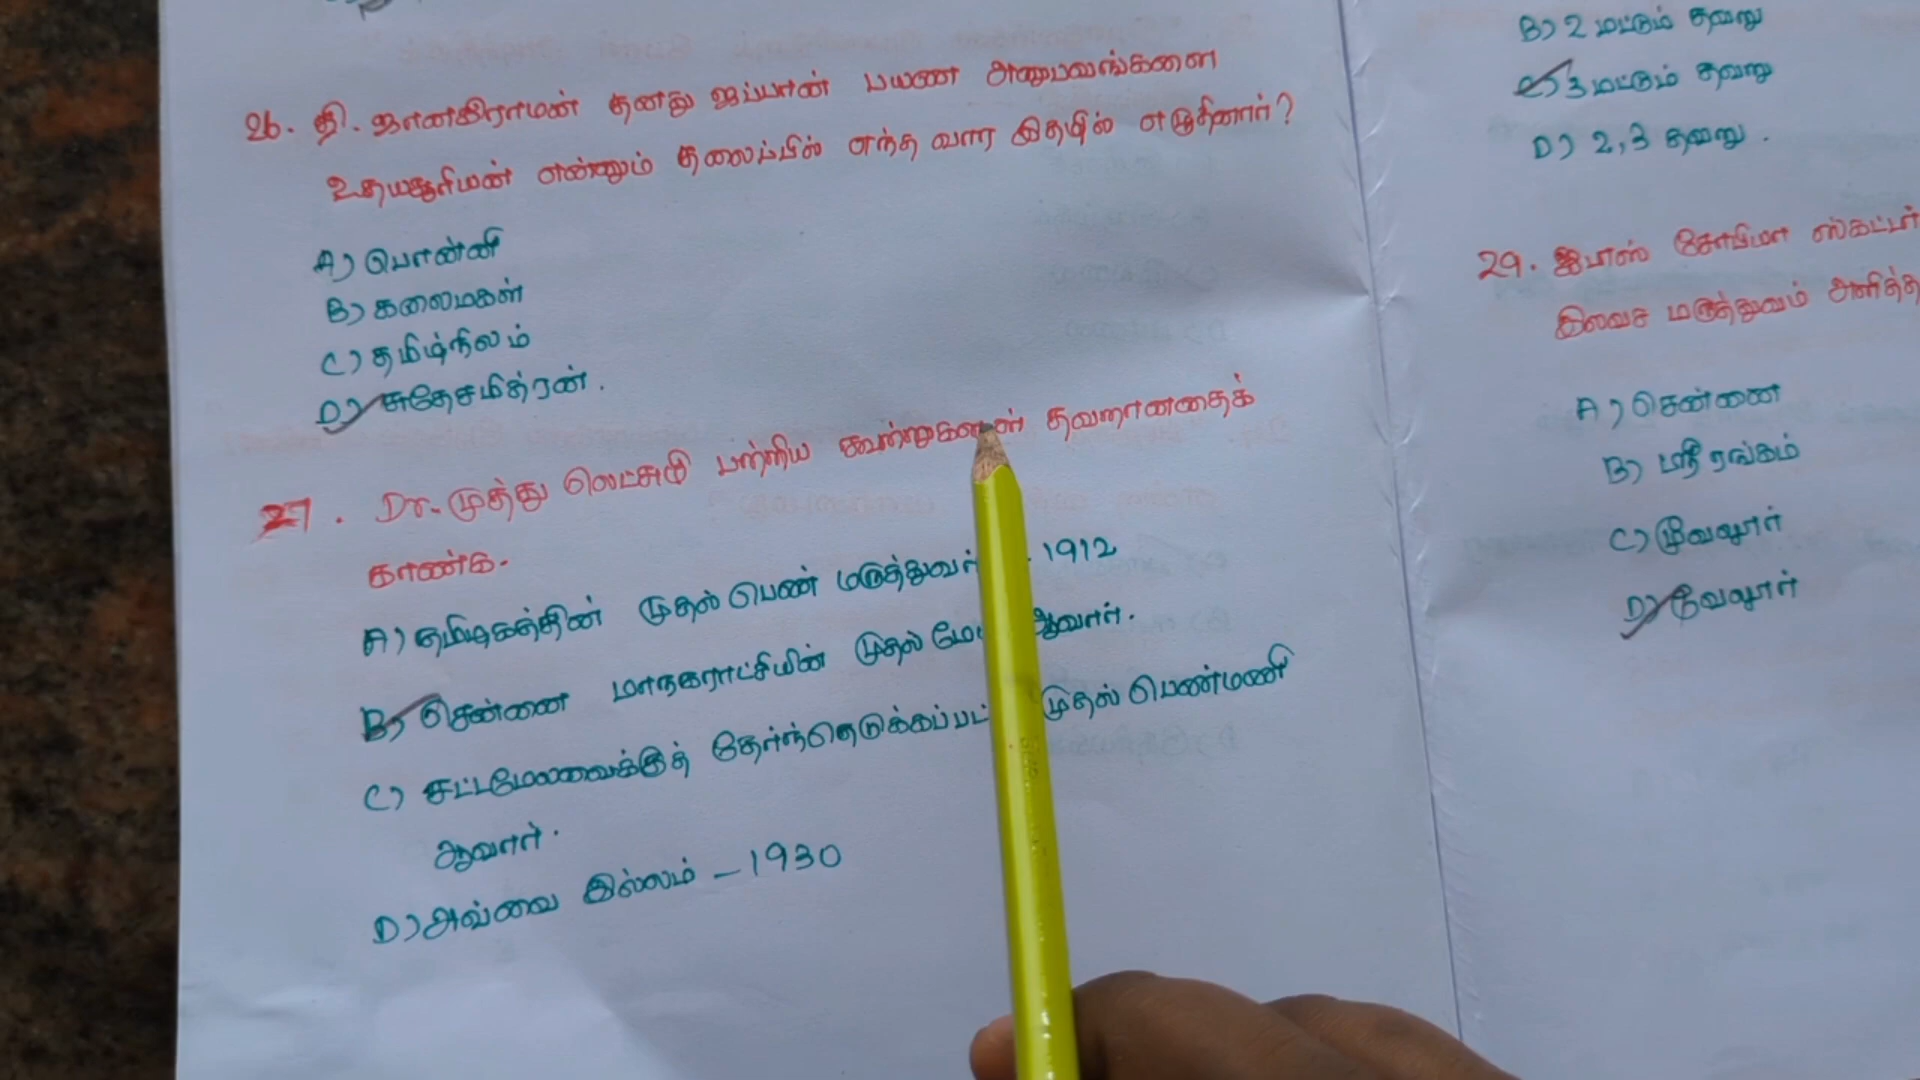 26. தி. ஜானகிராமன் தனது ஜப்பான் பயண அனுபவங்களை
உதயசூரியன் என்னும் தலைப்பில் எந்த வார இதழில் எழுதினார்?
A) பொன்னி
B) கலைமகள்
C) தமிழ்நிலம்
D) சுதேசமித்ரன்.
27. Dr. முத்து லெட்சுமி பற்றிய தவறானதைக்
காண்க.
A) தமிழகத்தின் முதல் பெண் மருத்துவர் - 1912
B) சென்னை மாநகராட்சியின் முதல் ஆவார்.
C) சட்டமேலவைக்குத் தேர்ந்தெடுக்கப்பட் முதல் பெண்மணி
ஆவார்.
D) அவ்வை இல்லம் - 1930
B) 2 மட்டும் தவறு
C) 3 மட்டும் தவறு
D) 2, 3 தவறு.
29. ஐடாஸ் சோபியா ஸ்கட்டர்
இலவச மருத்துவம் அளித்த
A) சென்னை
B) ஸ்ரீரங்கம்
C) மூவலூர்
D) வேலூர்